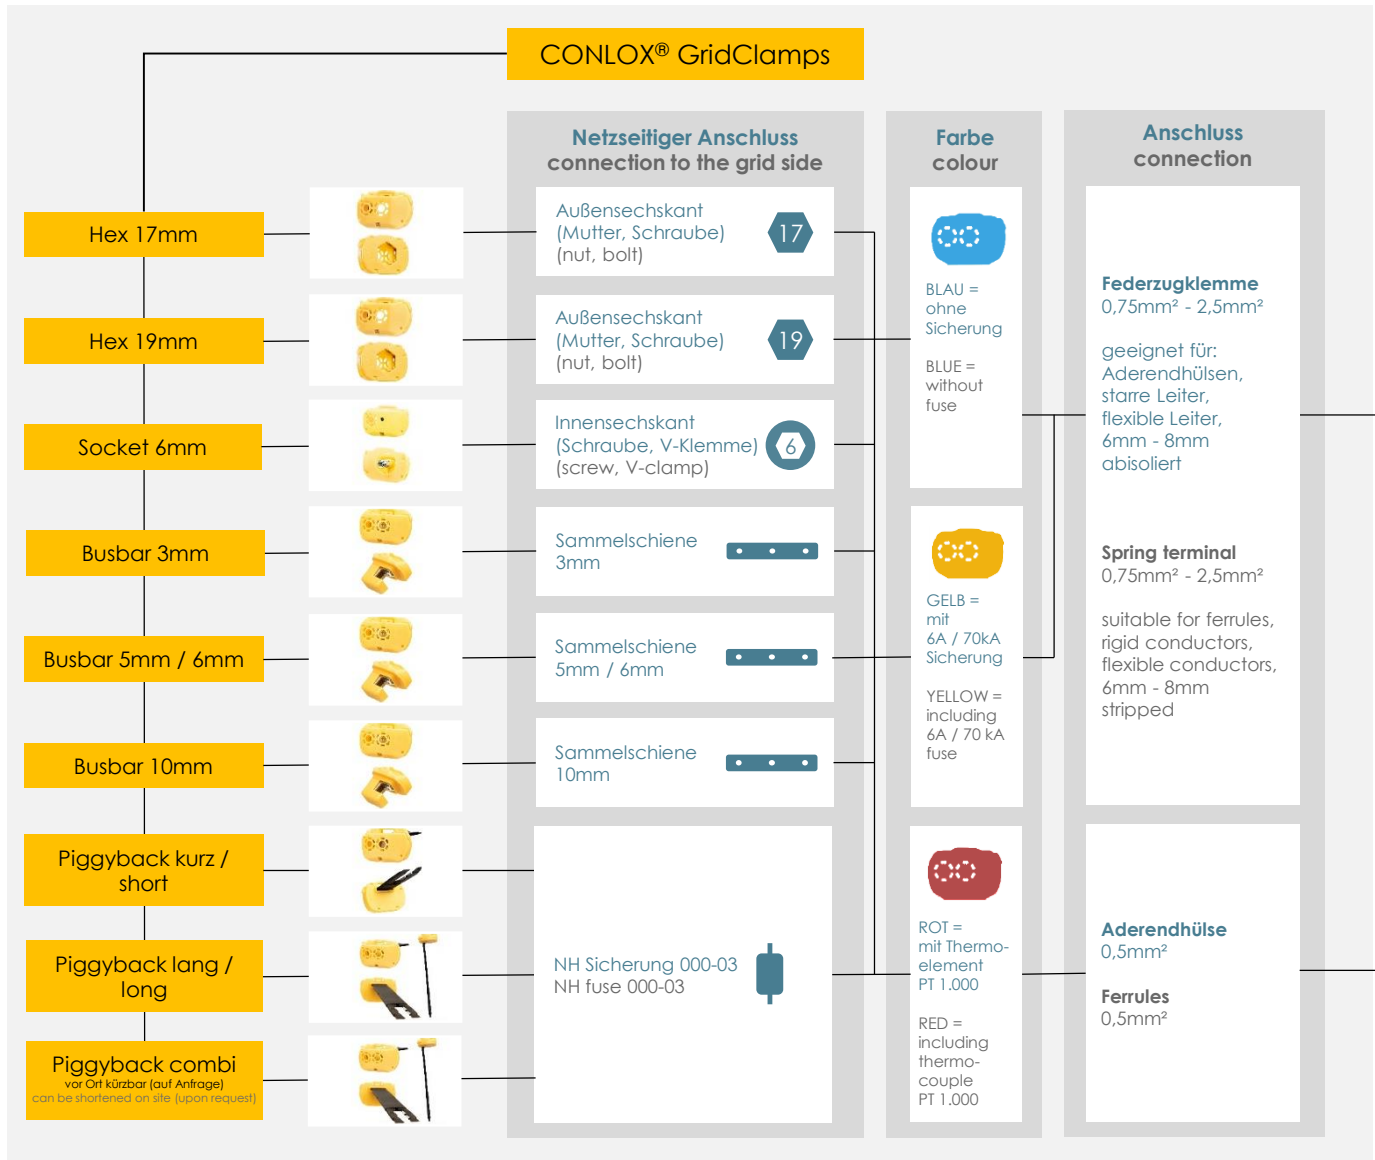 CONLOX® GridClamps
Netzseitiger Anschluss
connection to the grid side
Farbe
colour
Anschluss
connection
Hex 17mm
Außensechskant
(Mutter, Schraube)
(nut, bolt)
17
Hex 19mm
Außensechskant
(Mutter, Schraube)
(nut, bolt)
19
Socket 6mm
Innensechskant
(Schraube, V-Klemme)
(screw, V-clamp)
6
Busbar 3mm
Sammelschiene
3mm
Busbar 5mm / 6mm
Sammelschiene
5mm / 6mm
Busbar 10mm
Sammelschiene
10mm
Piggyback kurz /
short
Piggyback lang /
long
Piggyback combi
vor Ort kürzbar (auf Anfrage)
can be shortened on site (upon request)
NH Sicherung 000-03
NH fuse 000-03
BLAU =
ohne
Sicherung
BLUE =
without
fuse
GELB =
mit
6A / 70kA
Sicherung
YELLOW =
including
6A / 70 kA
fuse
ROT =
mit Thermo-
element
PT 1.000
RED =
including
thermo-
couple
PT 1.000
Federzugklemme
0,75mm² - 2,5mm²
geeignet für:
Aderendhülsen,
starre Leiter,
flexible Leiter,
6mm - 8mm
abisoliert
Spring terminal
0,75mm² - 2,5mm²
suitable for ferrules,
rigid conductors,
flexible conductors,
6mm - 8mm
stripped
Aderendhülse
0,5mm²
Ferrules
0,5mm²